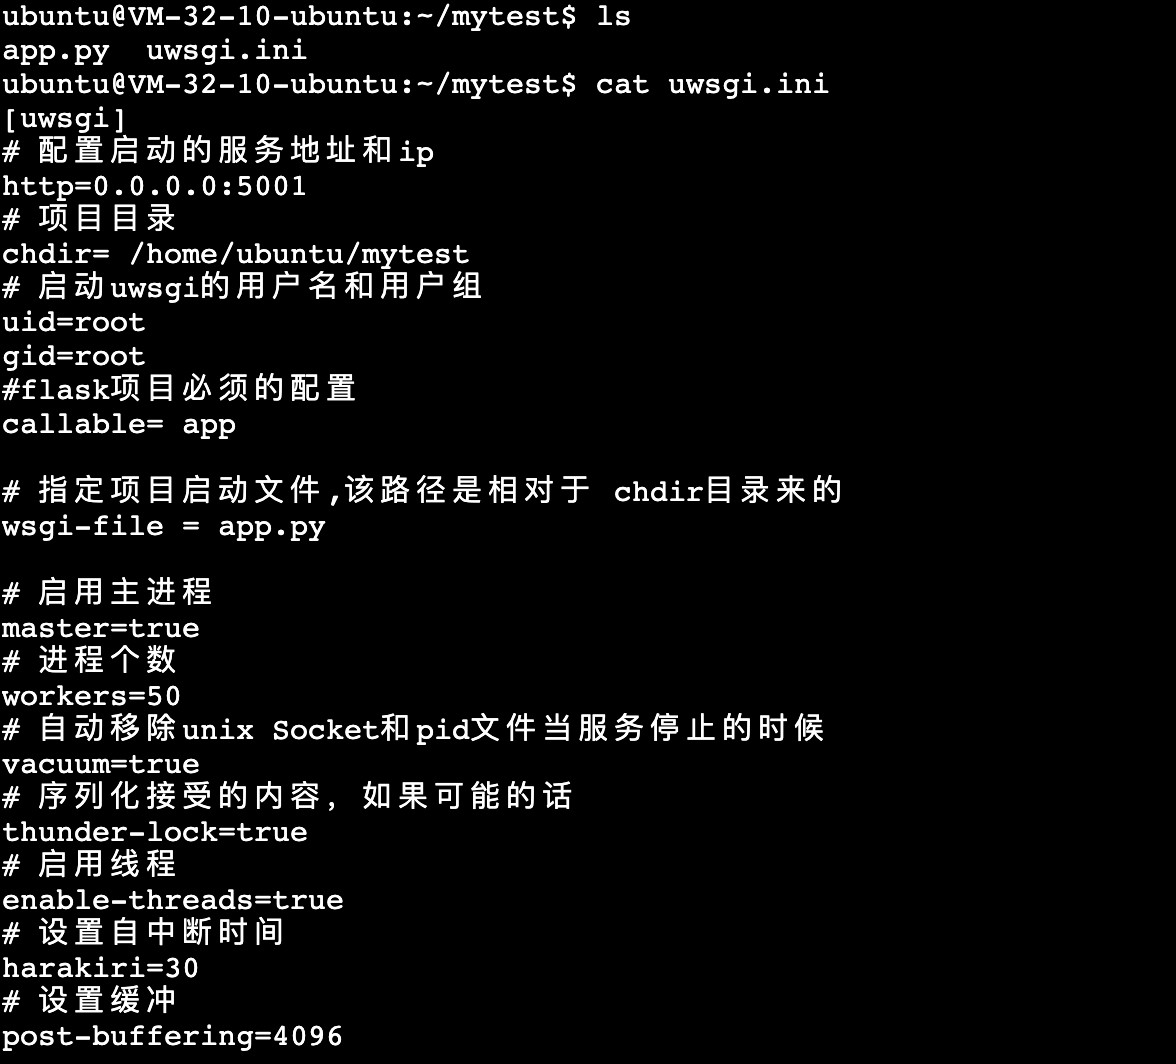 ubuntu@VM-32-10-ubuntu:~/mytest$ ls
app.py  uwsgi.ini
ubuntu@VM-32-10-ubuntu:~/mytest$ cat uwsgi.ini
[uwsgi]
# 配置启动的服务地址和ip
http=0.0.0.0:5001
# 项目目录
chdir= /home/ubuntu/mytest
# 启动uwsgi的用户名和用户组
uid=root
gid=root
#flask项目必须的配置
callable= app
# 指定项目启动文件,该路径是相对于 chdir目录来的
wsgi-file = app.py
# 启用主进程
master=true
# 进程个数
workers=50
# 自动移除unix Socket和pid文件当服务停止的时候
vacuum=true
# 序列化接受的内容，如果可能的话
thunder-lock=true
# 启用线程
enable-threads=true
# 设置自中断时间
harakiri=30
# 设置缓冲
post-buffering=4096